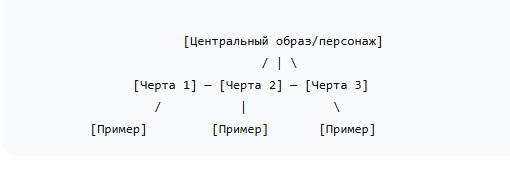 [Центральный образ/персонаж]
/ | \
[Черта 1] — [Черта 2] — [Черта 3]
/ | \
[Пример] [Пример] [Пример]